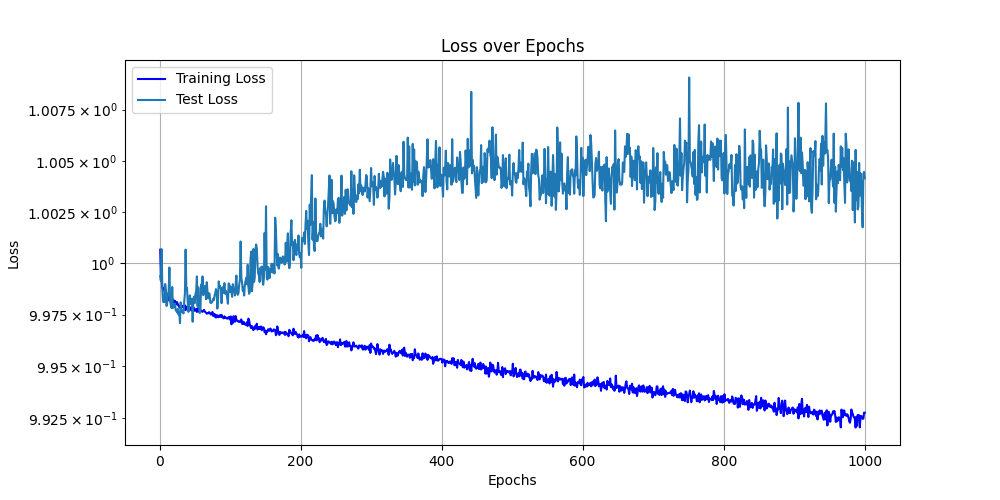 Loss over Epochs
Training Loss
Test Loss
1.0075 × 10⁰
1.005 × 10⁰
1.0025 × 10⁰
10⁰
9.975 × 10⁻¹
9.95 × 10⁻¹
9.925 × 10⁻¹
Loss
0 200 400 600 800 1000
Epochs